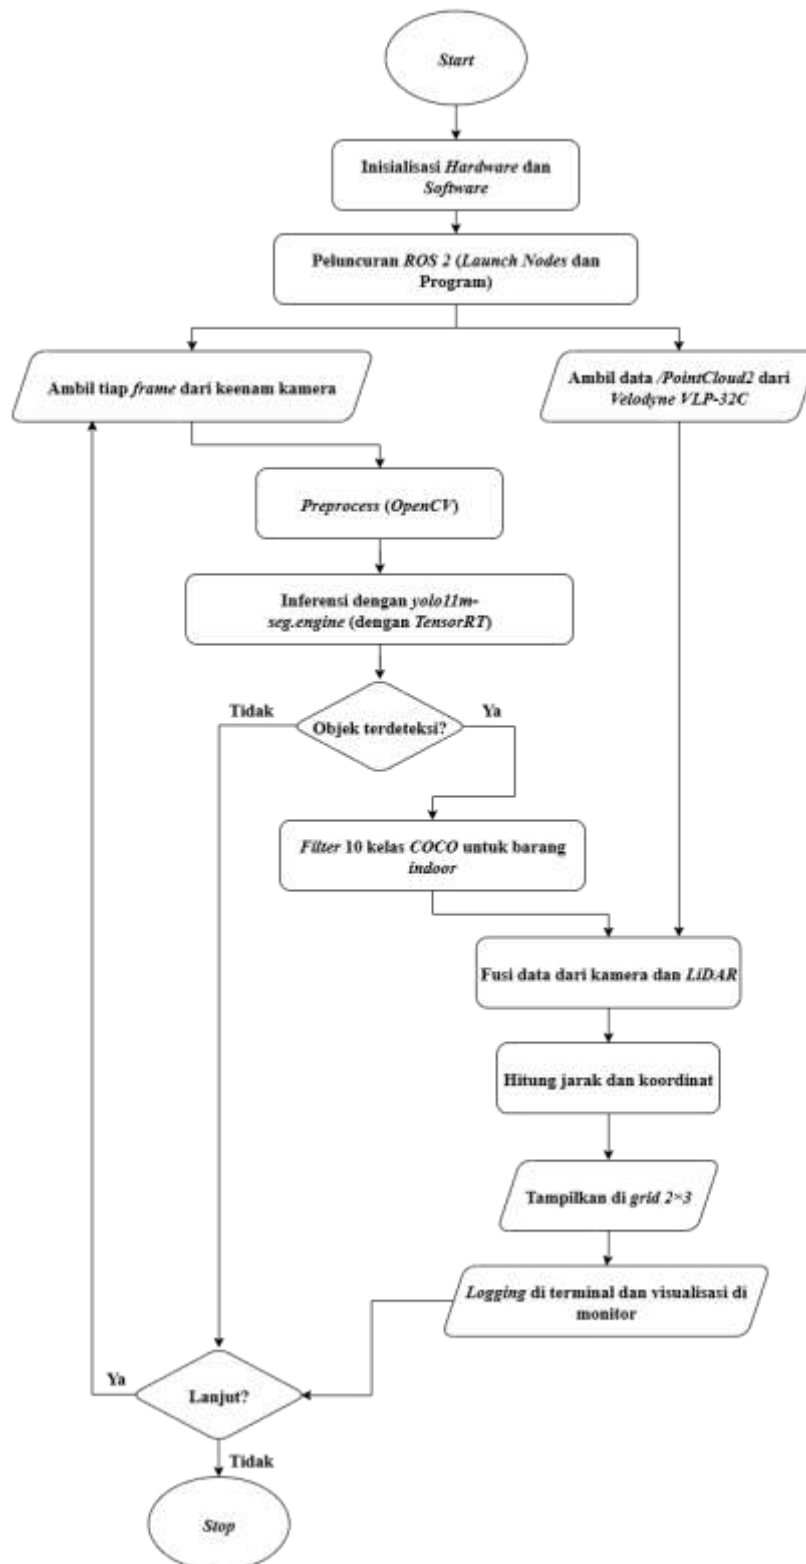 Start
Inisialisasi Hardware dan
Software
Peluncuran ROS 2 (Launch Nodes dan
Program)
Ambil tiap frame dari keenam kamera
Ambil data /PointCloud2 dari
Velodyne VLP-32C
Preprocess (OpenCV)
Inferensi dengan yolo11m-
seg.engine (dengan TensorRT)
Tidak
Objek terdeteksi?
Ya
Filter 10 kelas COCO untuk barang
indoor
Fusi data dari kamera dan LiDAR
Hitung jarak dan koordinat
Tampilkan di grid 2×3
Logging di terminal dan visualisasi di
monitor
Ya
Lanjut?
Tidak
Stop